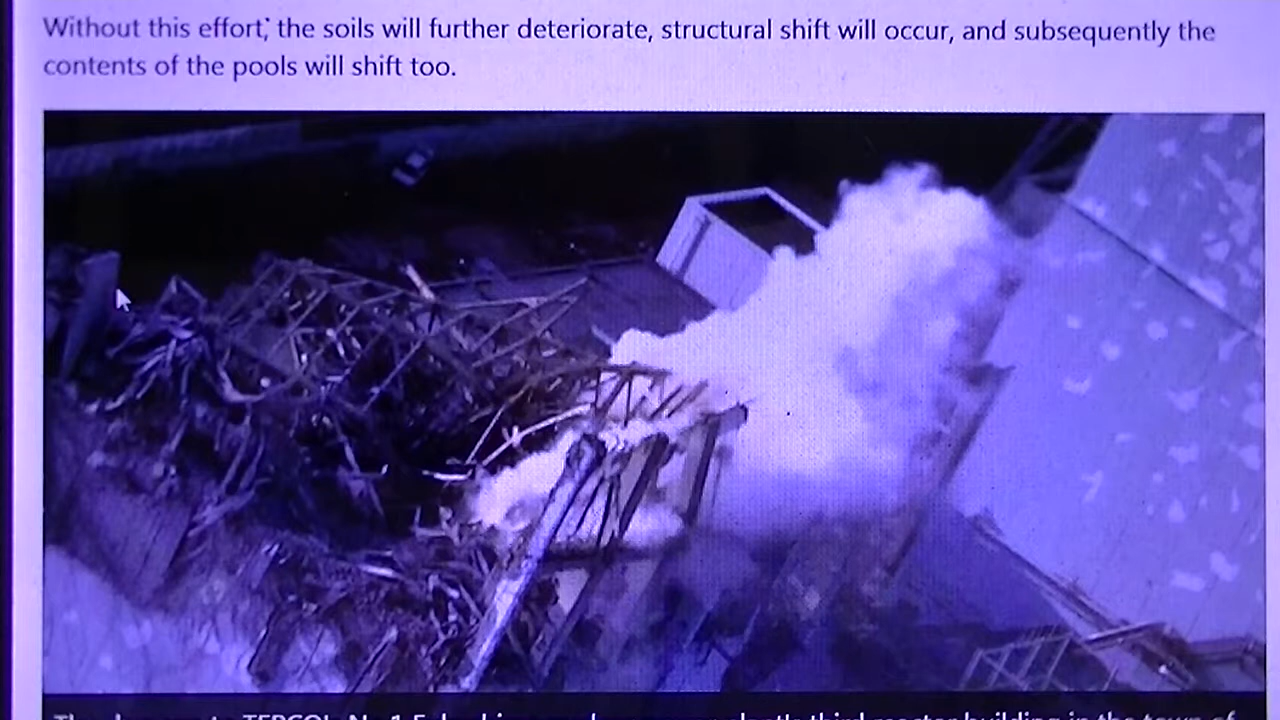 Without this effort; the soils will further deteriorate, structural shift will occur, and subsequently the
contents of the pools will shift too.